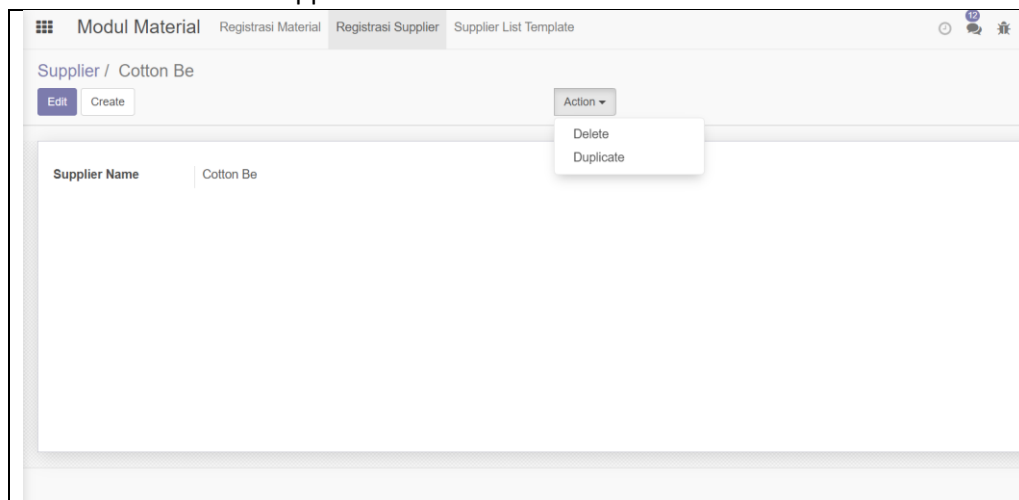 Modul Material Registrasi Material Registrasi Supplier Supplier List Template 12
Supplier / Cotton Be
Edit Create Action
Delete
Duplicate
Supplier Name Cotton Be